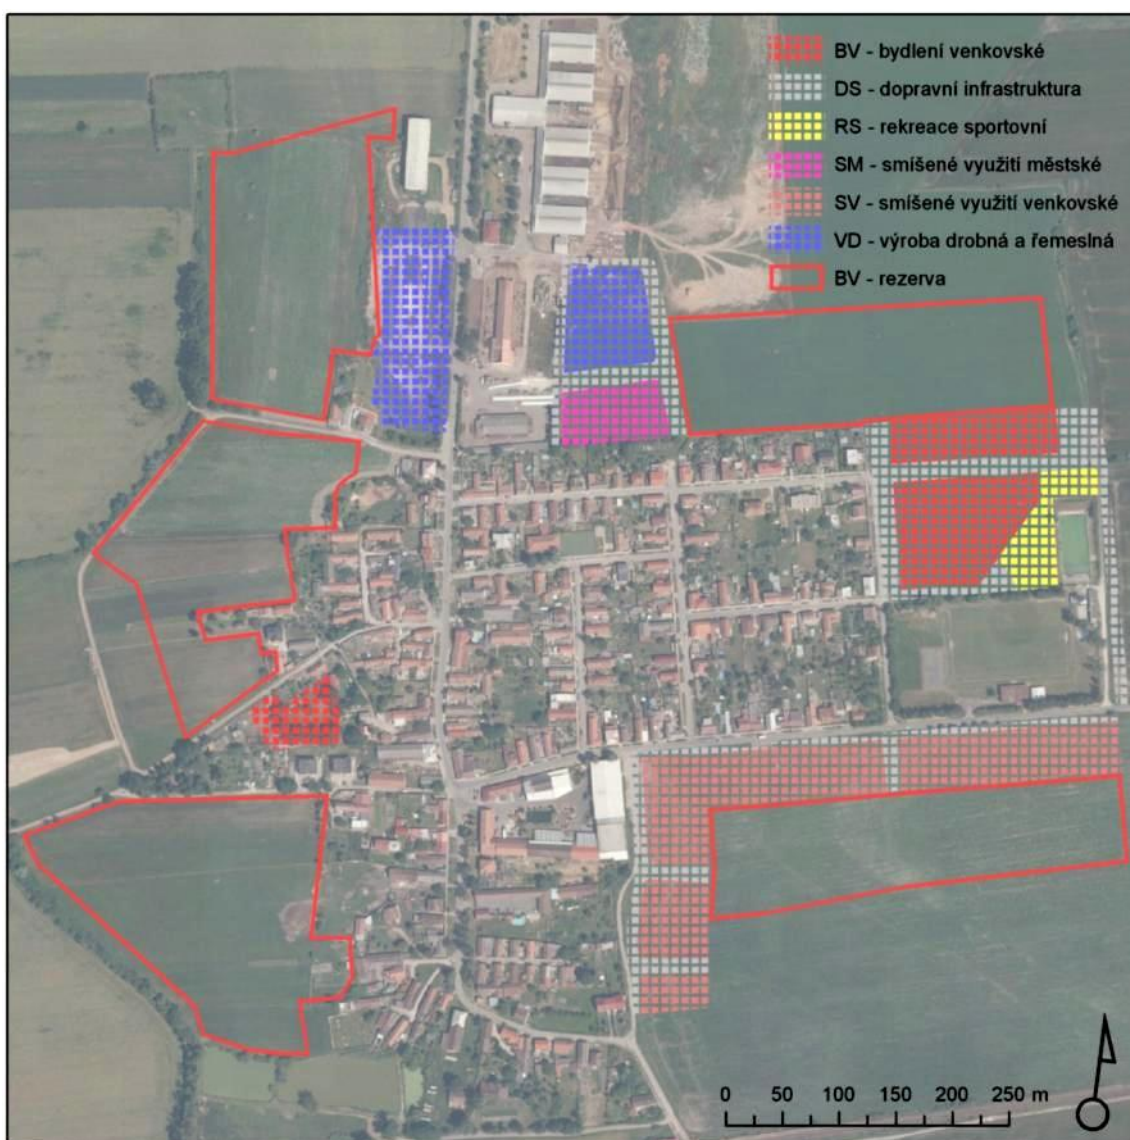 BV - bydlení venkovské
DS - dopravní infrastruktura
RS - rekreace sportovní
SM - smíšené využití městské
SV - smíšené využití venkovské
VD - výroba drobná a řemeslná
BV - rezerva
0 50 100 150 200 250 m